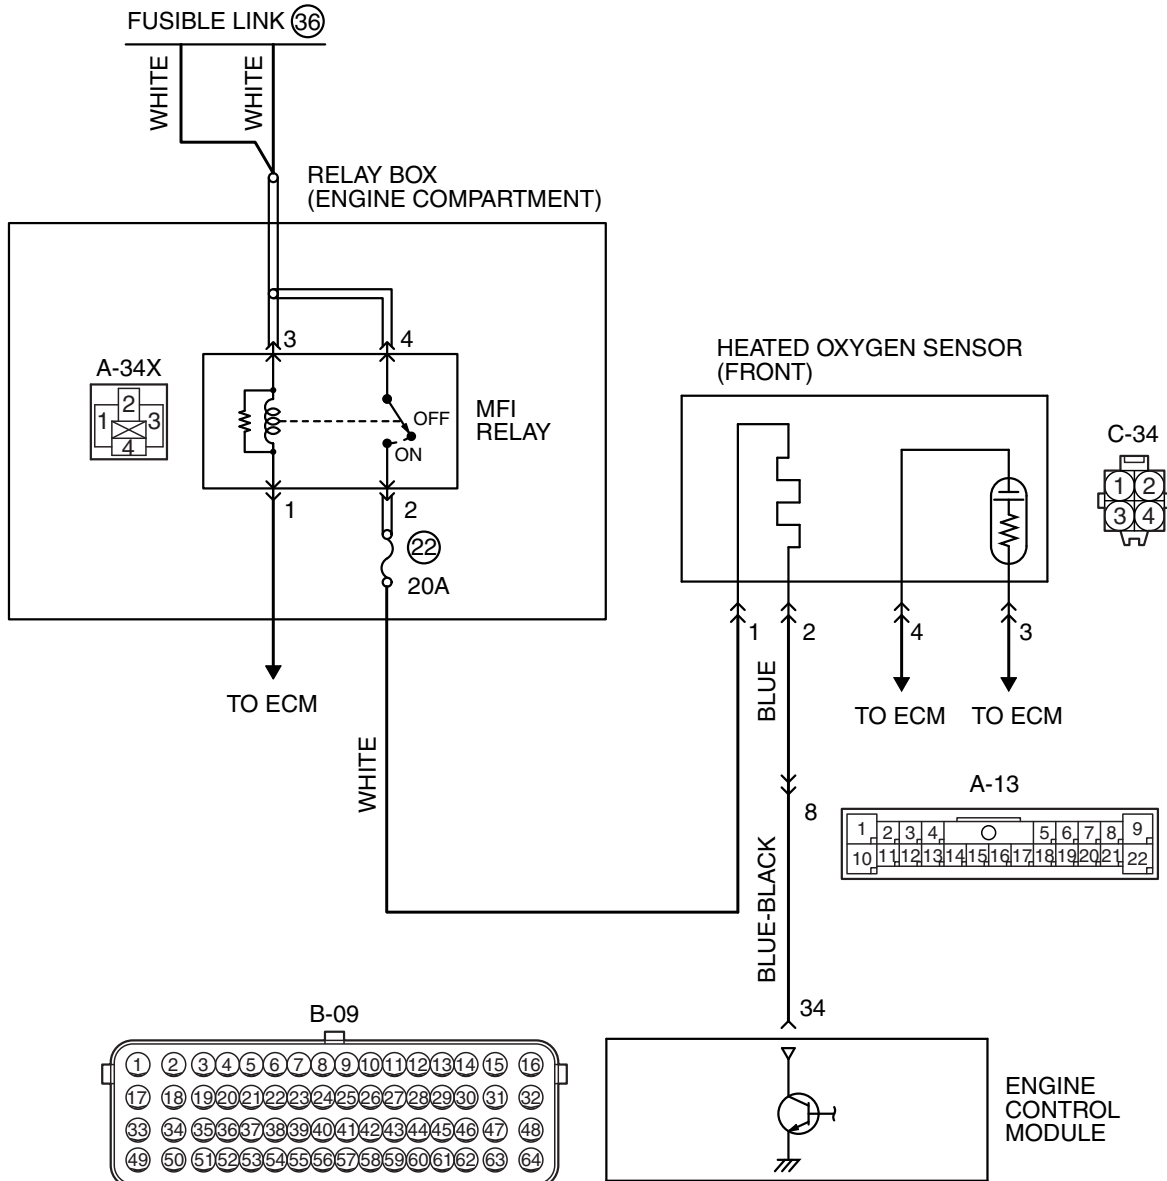 FUSIBLE LINK 36
WHITE
WHITE
RELAY BOX
(ENGINE COMPARTMENT)
3
4
A-34X
1 2 3
4
OFF
ON
MFI
RELAY
1
2
22
20A
TO ECM
WHITE
HEATED OXYGEN SENSOR
(FRONT)
C-34
1 2
3 4
1
2
4
3
BLUE
TO ECM
TO ECM
8
A-13
1 2 3 4 5 6 7 8 9
10 11 12 13 14 15 16 17 18 19 20 21 22
BLUE-BLACK
34
B-09
1 2 3 4 5 6 7 8 9 10 11 12 13 14 15 16
17 18 19 20 21 22 23 24 25 26 27 28 29 30 31 32
33 34 35 36 37 38 39 40 41 42 43 44 45 46 47 48
49 50 51 52 53 54 55 56 57 58 59 60 61 62 63 64
ENGINE
CONTROL
MODULE